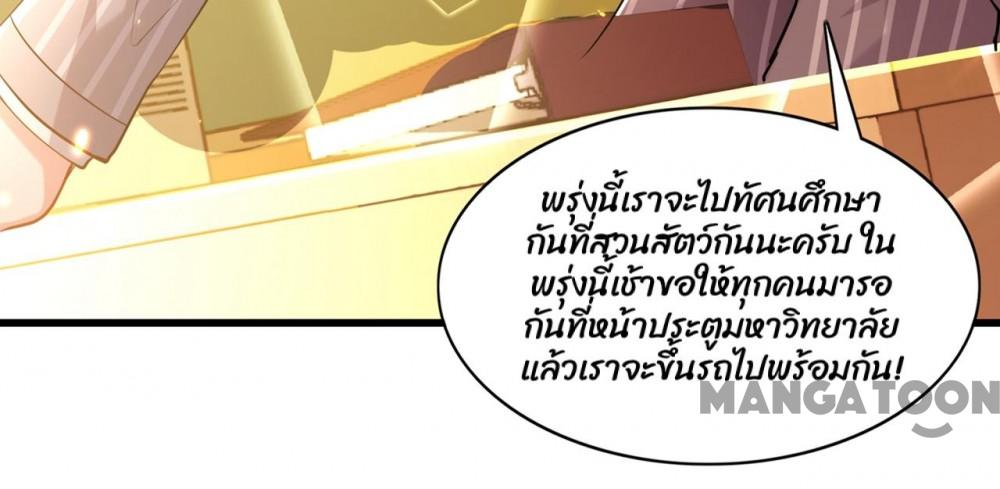 พรุ่งนี้เราจะไปทัศนศึกษา
กันที่สวนสัตว์กันนะครับ ใน
พรุ่งนี้เช้าขอให้ทุกคนมารอ
กันที่หน้าประตูมหาวิทยาลัย
แล้วเราจะขึ้นรถไปพร้อมกัน!
MANGATOON